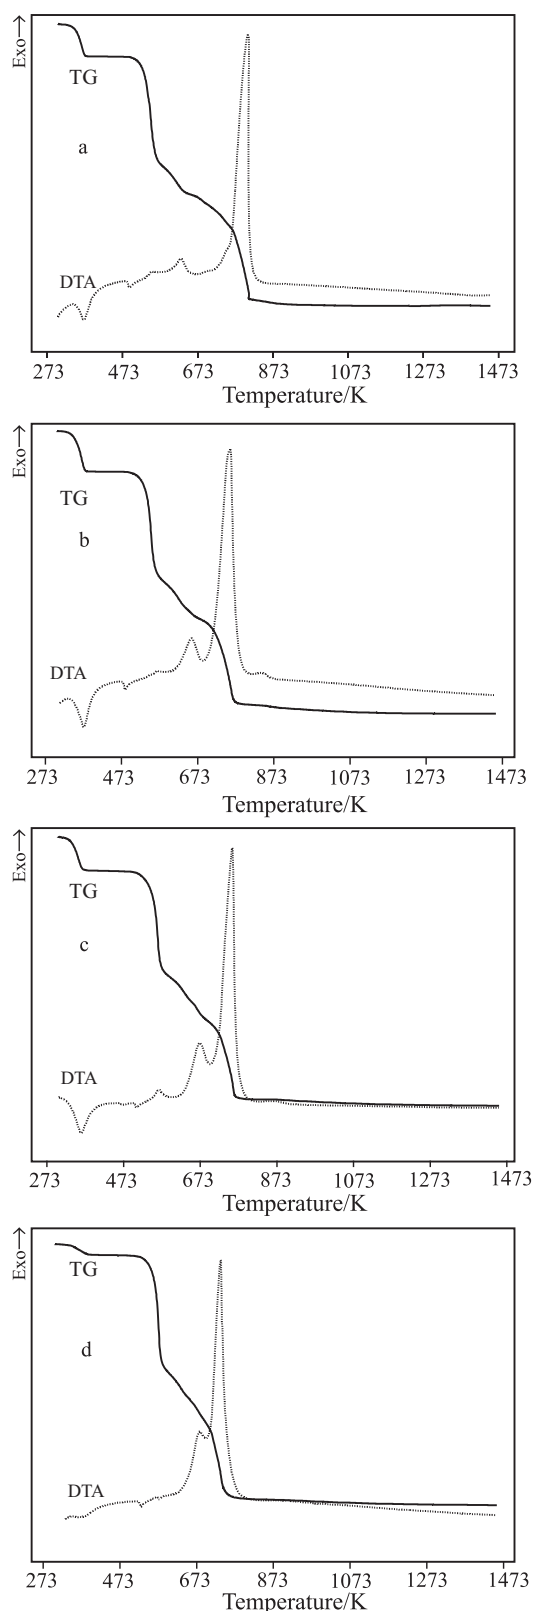 Exo→
TG
a
DTA
273 473 673 873 1073 1273 1473
Temperature/K
Exo→
TG
b
DTA
273 473 673 873 1073 1273 1473
Temperature/K
Exo→
TG
c
DTA
273 473 673 873 1073 1273 1473
Temperature/K
Exo→
TG
d
DTA
273 473 673 873 1073 1273 1473
Temperature/K